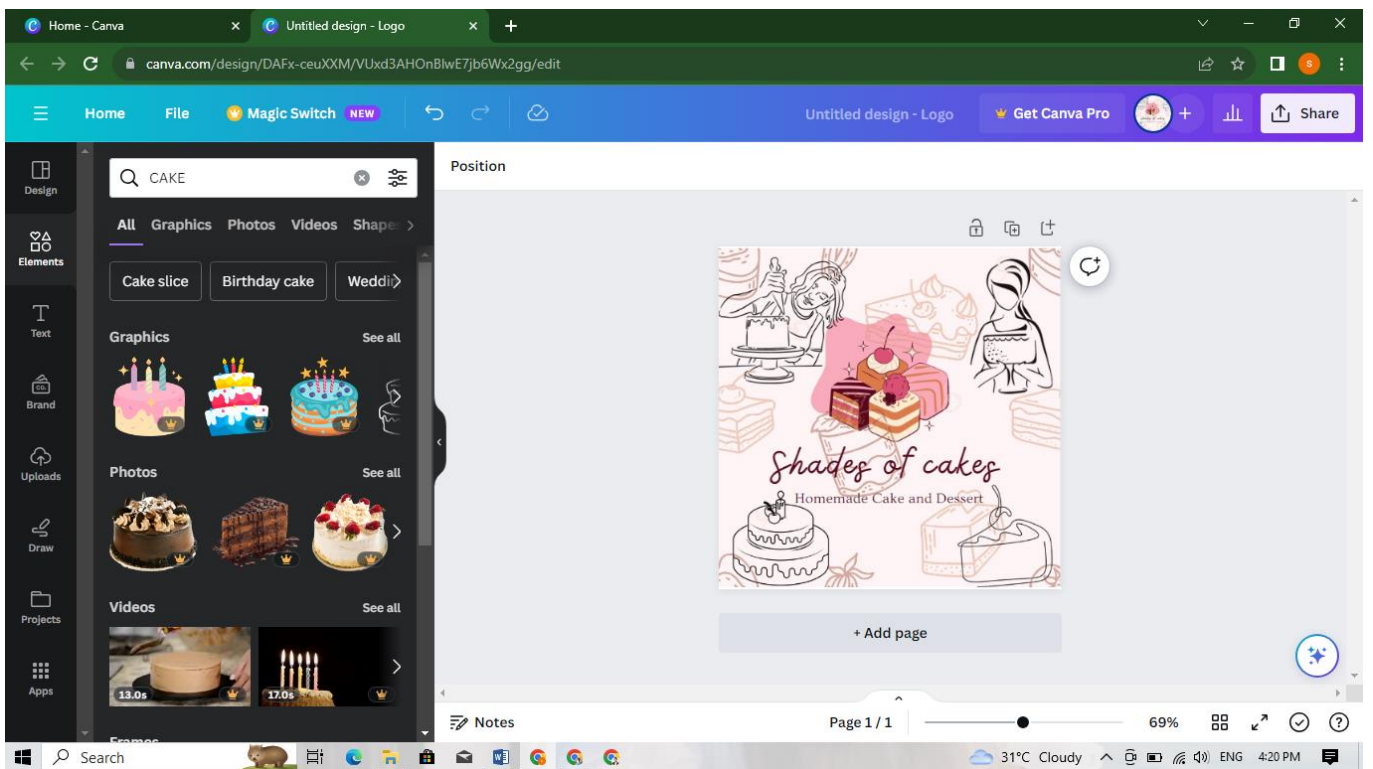 Home - Canva
Untitled design - Logo
canva.com/design/DAFx-ceuXXM/VUxd3AHOnBlwE7jb6Wx2gg/edit
S
Home File Magic Switch NEW Untitled design - Logo Get Canva Pro Share
Design
Elements
Text
Brand
Uploads
Draw
Projects
Apps
CAKE
All Graphics Photos Videos
Cake slice Birthday cake
Graphics See all
Photos See all
Videos See all
13.0s 17.0s
Frames
Position
Shades of cakes
Homemade Cake and Dessert
+ Add page
Notes Page 1 / 1 69%
Search 31°C Cloudy ENG 4:20 PM